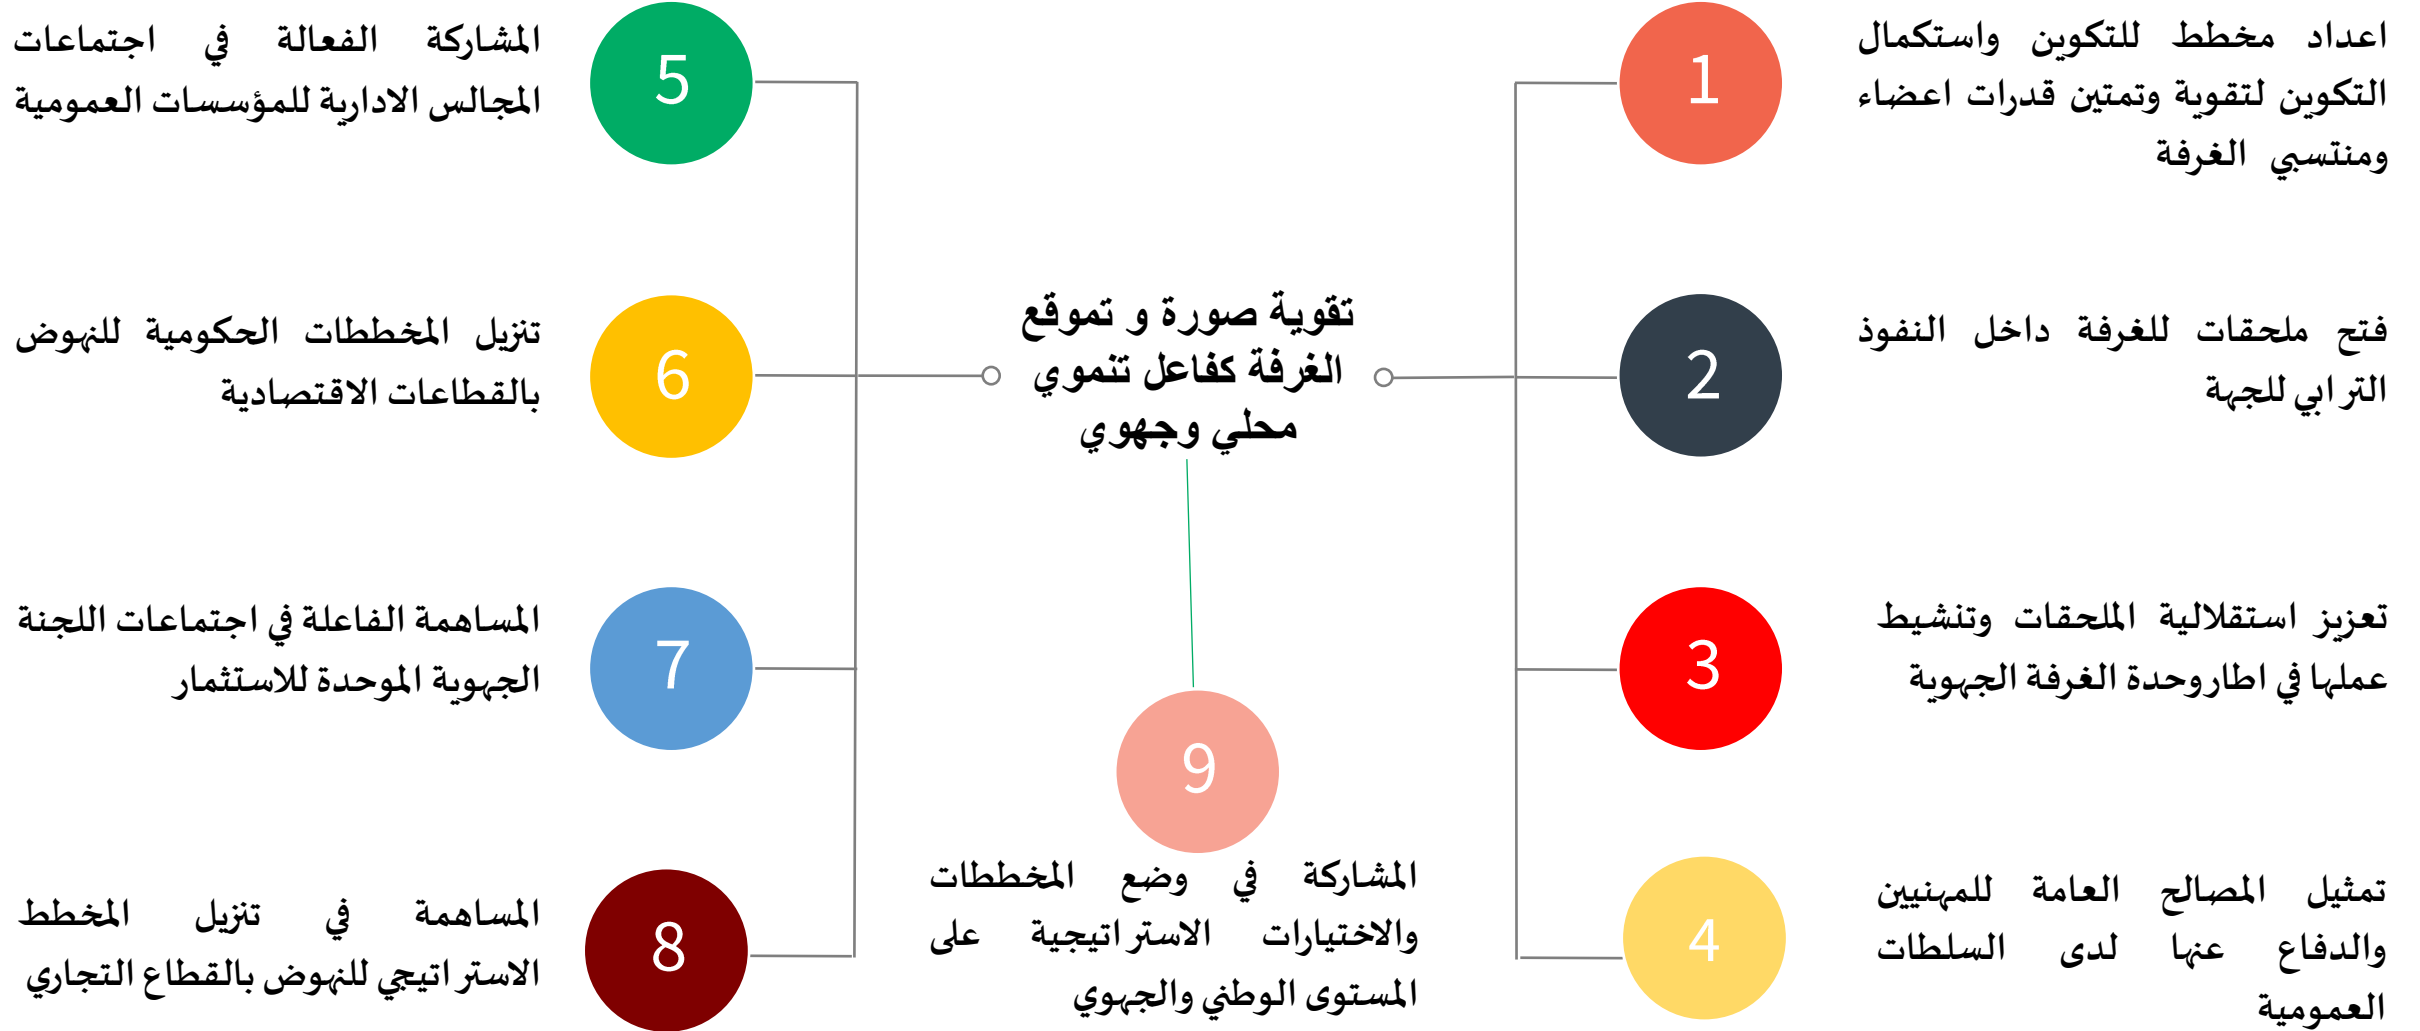 1
اعداد مخطط للتكوين واستكمال
التكوين لتقوية وتمتين قدرات اعضاء
ومنتسبي الغرفة
2
فتح ملحقات للغرفة داخل النفوذ
الترابي للجهة
3
تعزيز استقلالية الملحقات وتنشيط
عملها في اطار وحدة الغرفة الجهوية
4
تمثيل المصالح العامة للمهنيين
والدفاع عنها لدى السلطات
العمومية
تقوية صورة و تموقع
الغرفة كفاعل تنموي
محلي وجهوي
5
المشاركة الفعالة في اجتماعات
المجالس الادارية للمؤسسات العمومية
6
تنزيل المخططات الحكومية للنهوض
بالقطاعات الاقتصادية
7
المساهمة الفاعلة في اجتماعات اللجنة
الجهوية الموحدة للاستثمار
8
المساهمة في تنزيل المخطط
الاستراتيجي للنهوض بالقطاع التجاري
9
المشاركة في وضع المخططات
والاختيارات الاستراتيجية على
المستوى الوطني والجهوي